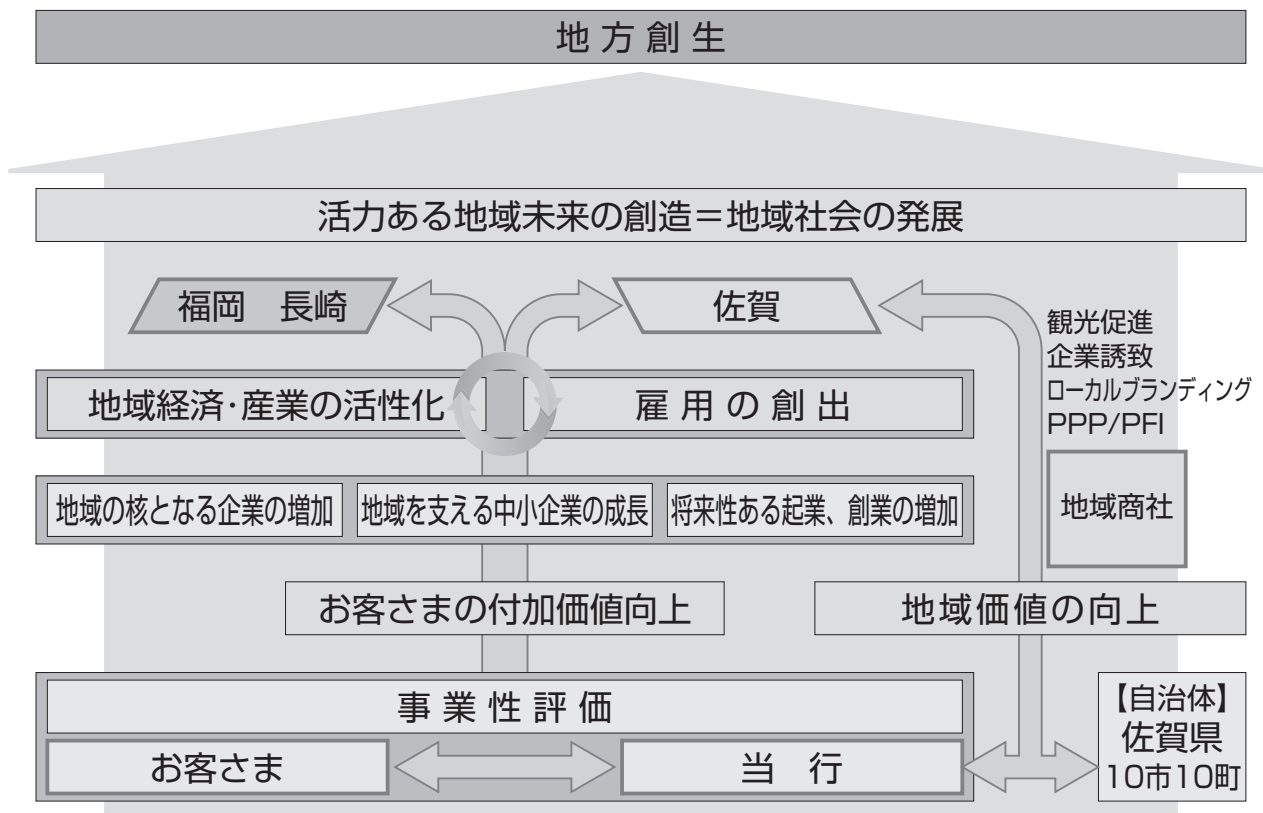 地方創生
活力ある地域未来の創造＝地域社会の発展
福岡　長崎
佐賀
観光促進
企業誘致
ローカルブランディング
PPP/PFI
地域経済・産業の活性化
雇用の創出
地域の核となる企業の増加
地域を支える中小企業の成長
将来性ある起業、創業の増加
地域商社
お客さまの付加価値向上
地域価値の向上
事業性評価
お客さま
当　行
【自治体】
佐賀県
10市10町